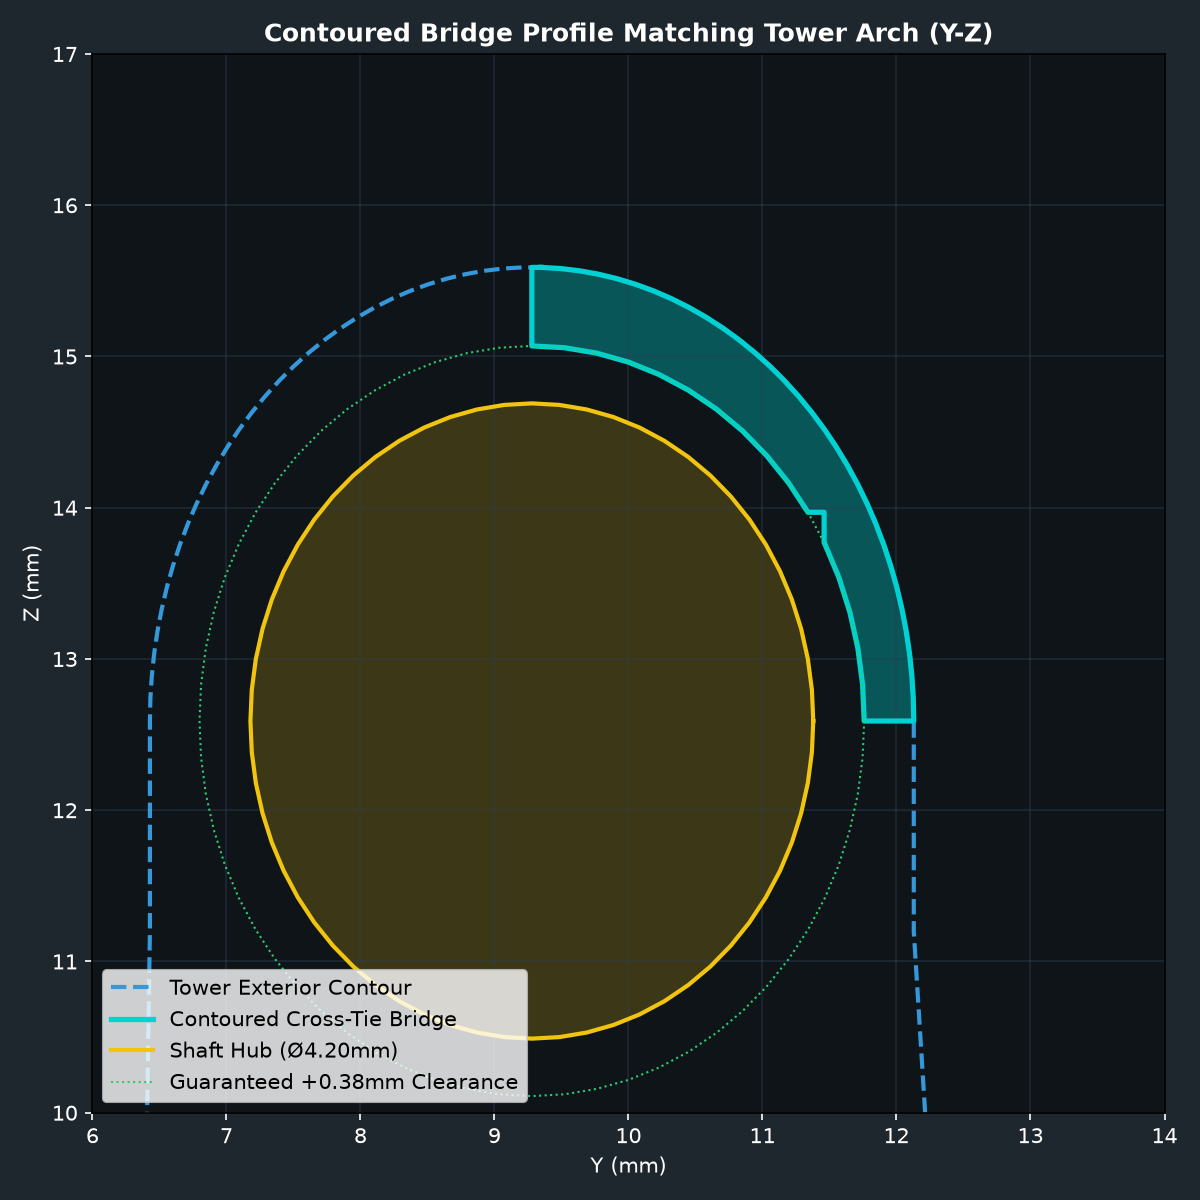 Contoured Bridge Profile Matching Tower Arch (Y-Z)
17
16
15
14
13
12
11
10
Z (mm)
Tower Exterior Contour
Contoured Cross-Tie Bridge
Shaft Hub (Ø4.20mm)
Guaranteed +0.38mm Clearance
6 7 8 9 10 11 12 13 14
Y (mm)